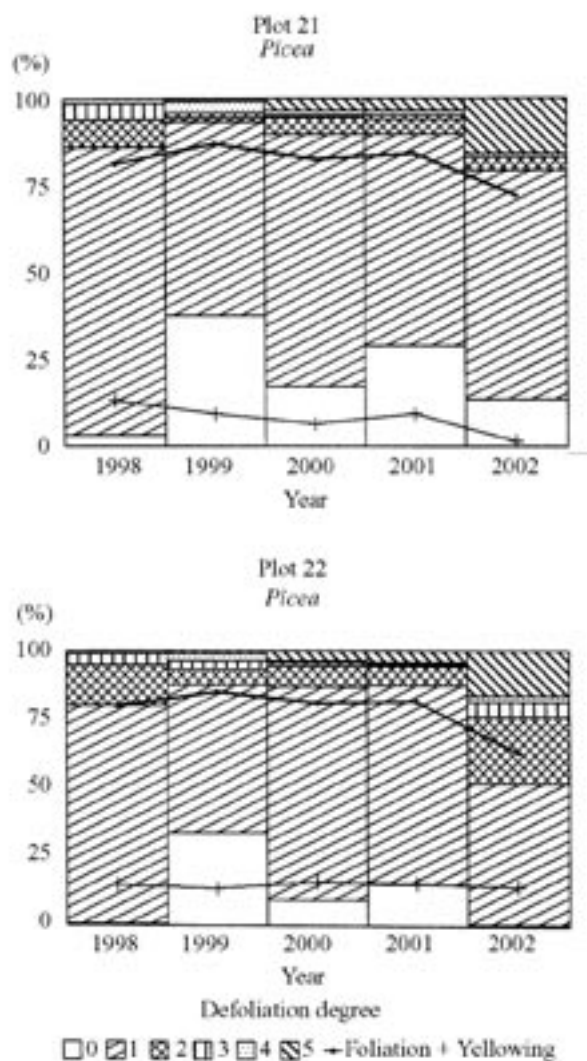 Plot 21
Picea
(%)
100
75
50
25
0
1998 1999 2000 2001 2002
Year
Plot 22
Picea
(%)
100
75
50
25
0
1998 1999 2000 2001 2002
Year
Defoliation degree
0 1 2 3 4 5 Foliation + Yellowing